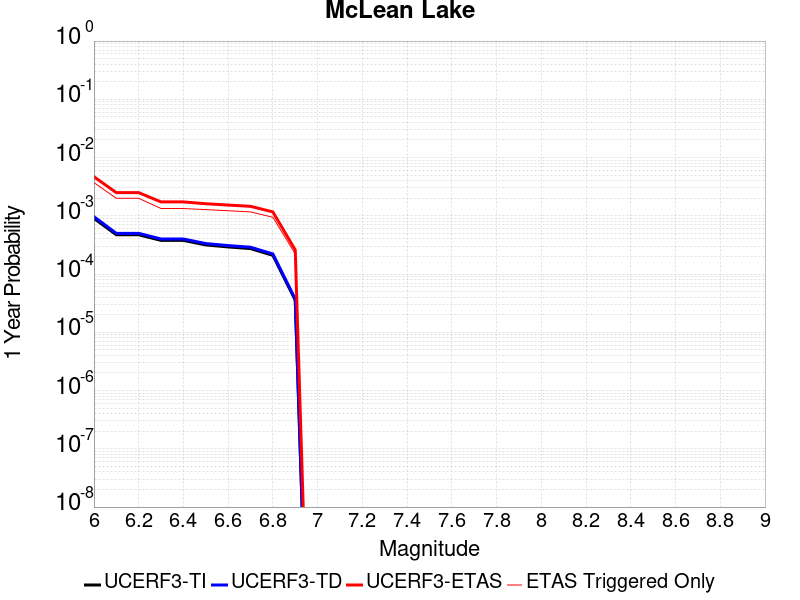 McLean Lake
10^0
10^-1
10^-2
10^-3
10^-4
10^-5
10^-6
10^-7
10^-8
1 Year Probability
6 6.2 6.4 6.6 6.8 7 7.2 7.4 7.6 7.8 8 8.2 8.4 8.6 8.8 9
Magnitude
UCERF3-TI UCERF3-TD UCERF3-ETAS ETAS Triggered Only